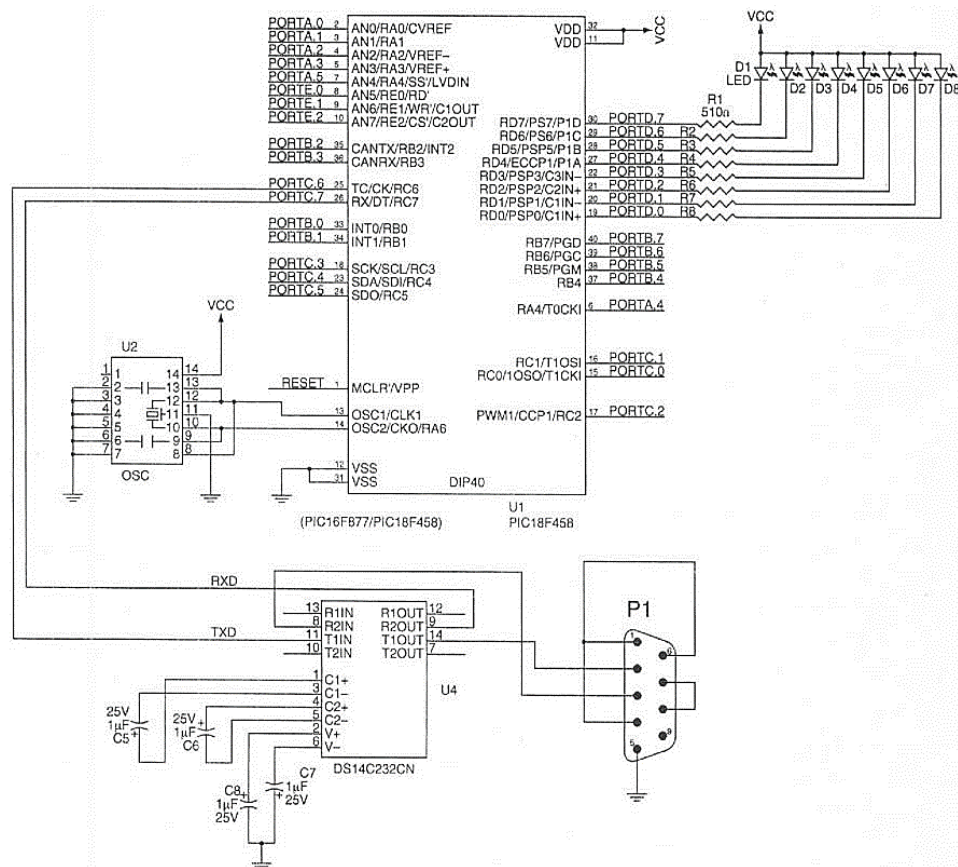 PORTA.0 2 AN0/RA0/CVREF
PORTA.1 3 AN1/RA1
PORTA.2 4 AN2/RA2/VREF–
PORTA.3 5 AN3/RA3/VREF+
PORTA.5 7 AN4/RA4/SS'/LVDIN
PORTE.0 8 AN5/RE0/RD'
PORTE.1 9 AN6/RE1/WR'/C1OUT
PORTE.2 10 AN7/RE2/CS'/C2OUT
PORTB.2 35 CANTX/RB2/INT2
PORTB.3 36 CANRX/RB3
PORTC.6 25 TC/CK/RC6
PORTC.7 26 RX/DT/RC7
PORTB.0 33 INT0/RB0
PORTB.1 34 INT1/RB1
PORTC.3 18 SCK/SCL/RC3
PORTC.4 23 SDA/SDI/RC4
PORTC.5 24 SDO/RC5
RESET 1 MCLR'/VPP
13 OSC1/CLK1
14 OSC2/CKO/RA6
12 VSS
31 VSS
DIP40
VDD 32
VDD 11
VCC
RD7/PS7/P1D 30 PORTD.7
RD6/PS6/P1C 29 PORTD.6 R2
RD5/PSP5/P1B 28 PORTD.5 R3
RD4/ECCP1/P1A 27 PORTD.4 R4
RD3/PSP3/C3IN– 22 PORTD.3 R5
RD2/PSP2/C2IN+ 21 PORTD.2 R6
RD1/PSP1/C1IN– 20 PORTD.1 R7
RD0/PSP0/C1IN+ 19 PORTD.0 R8
RB7/PGD 40 PORTB.7
RB6/PGC 39 PORTB.6
RB5/PGM 38 PORTB.5
RB4 37 PORTB.4
RA4/T0CKI 6 PORTA.4
RC1/T1OSI 16 PORTC.1
RC0/1OSO/T1CKI 15 PORTC.0
PWM1/CCP1/RC2 17 PORTC.2
R1
510n
VCC
D1
LED
D2 D3 D4 D5 D6 D7 D8
VCC
U2
1 1 14 14
2 2 13 13
3 3 12 12
4 4 11 11
5 5 10 10
6 6 9 9
7 7 8 8
OSC
(PIC16F877/PIC18F458)
U1
PIC18F458
RXD
TXD
13 R1IN R1OUT 12
8 R2IN R2OUT 9
11 T1IN T1OUT 14
10 T2IN T2OUT 7
1 C1+
3 C1–
4 C2+
5 C2–
2 V+
6 V–
U4
DS14C232CN
25V
1µF
C5
+
25V +
1µF
C6
C8 +
1µF
25V
C7
1µF
+ 25V
P1
1
6
5
9